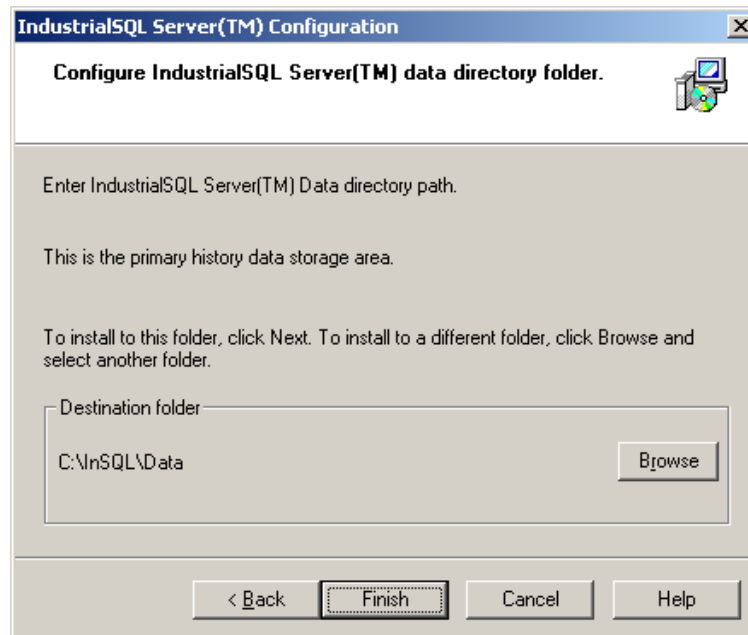 IndustrialSQL Server(TM) Configuration
Configure IndustrialSQL Server(TM) data directory folder.
Enter IndustrialSQL Server(TM) Data directory path.
This is the primary history data storage area.
To install to this folder, click Next. To install to a different folder, click Browse and
select another folder.
Destination folder
C:\InSQL\Data
Browse
< Back
Finish
Cancel
Help